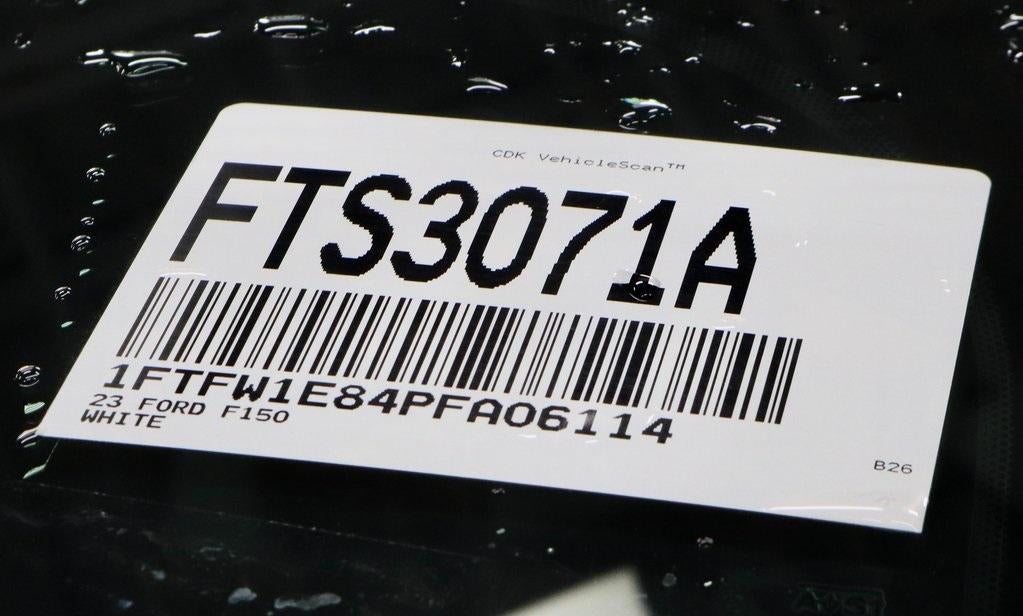 CDK VehicleScan™
FTS3071A
1FTFW1E84PFA06114
23 FORD F150
WHITE
B26